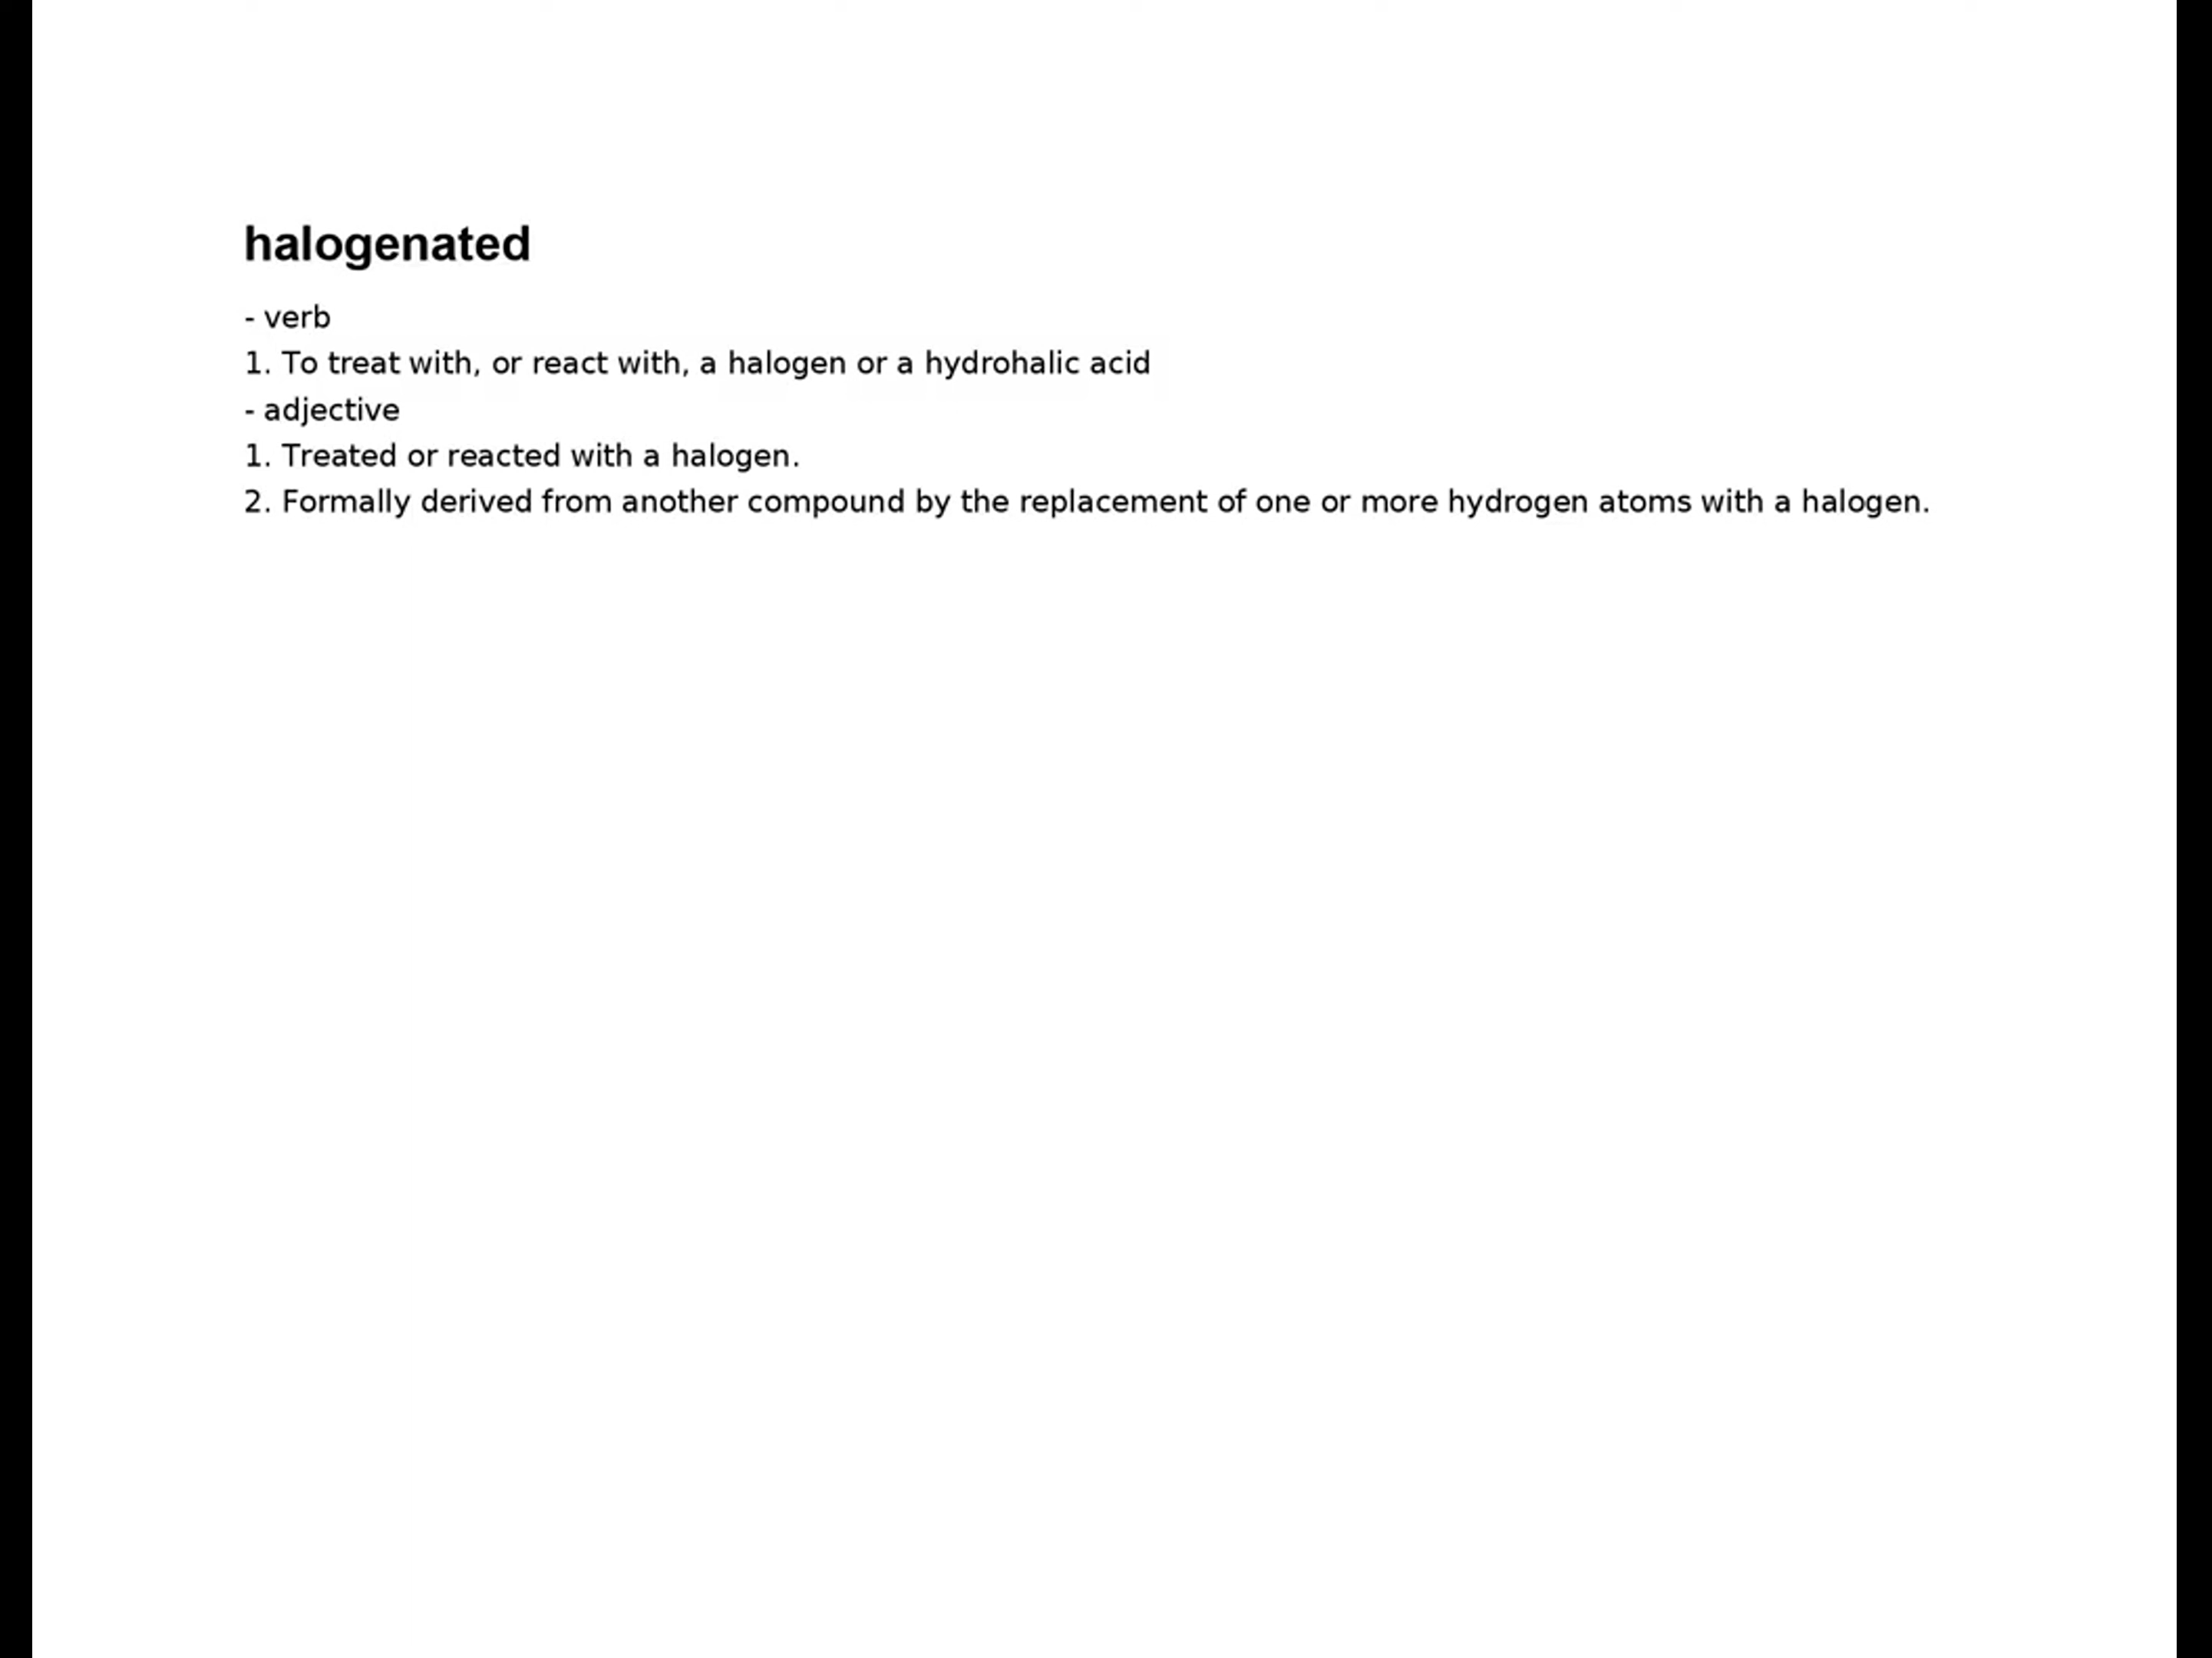 halogenated
- verb
1. To treat with, or react with, a halogen or a hydrohalic acid
- adjective
1. Treated or reacted with a halogen.
2. Formally derived from another compound by the replacement of one or more hydrogen atoms with a halogen.